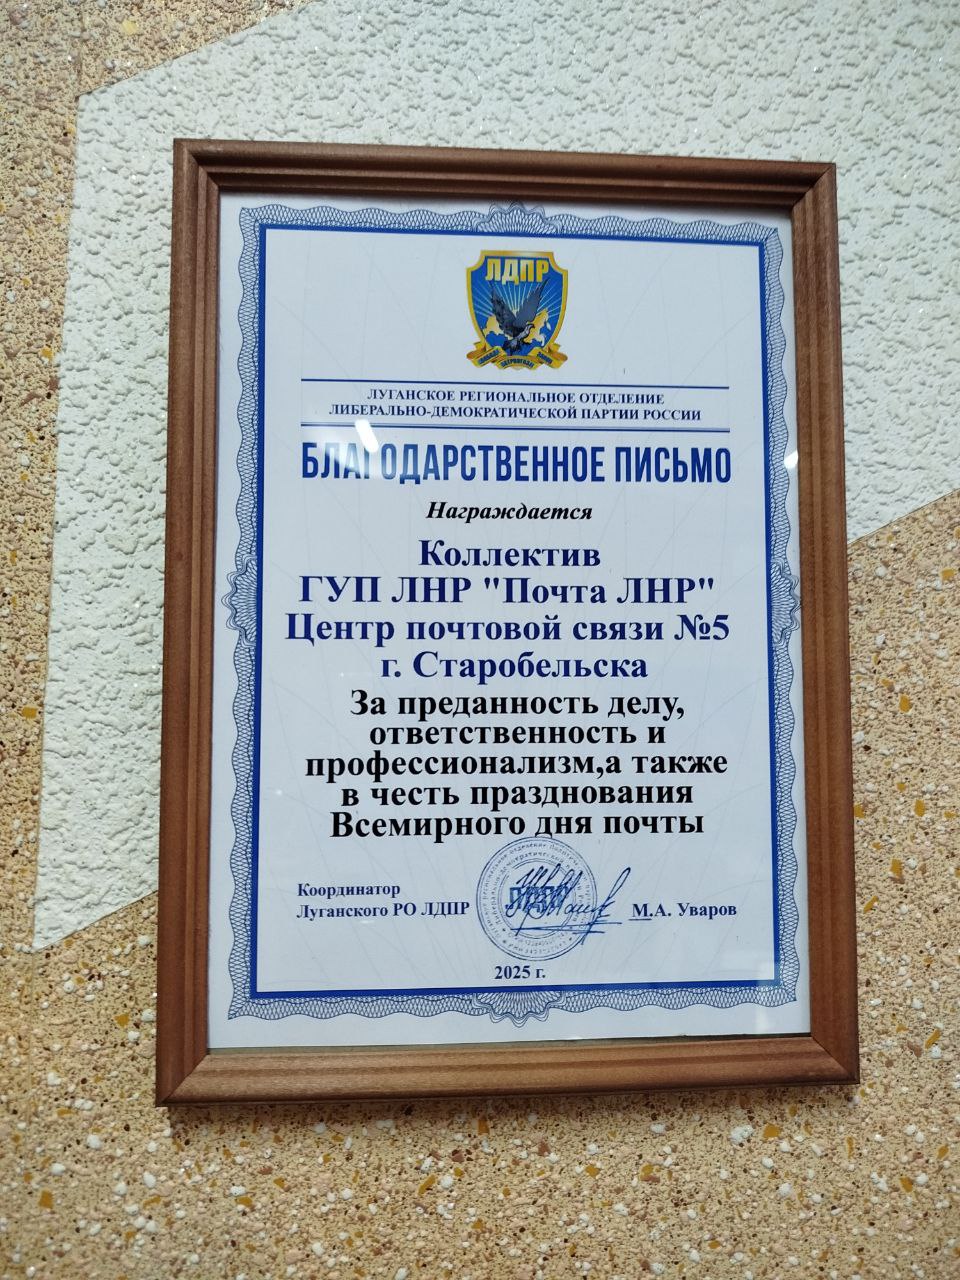 ЛДПР
ЛУГАНСКОЕ РЕГИОНАЛЬНОЕ ОТДЕЛЕНИЕ
ЛИБЕРАЛЬНО-ДЕМОКРАТИЧЕСКОЙ ПАРТИИ РОССИИ
БЛАГОДАРСТВЕННОЕ ПИСЬМО
Награждается
Коллектив
ГУП ЛНР "Почта ЛНР"
Центр почтовой связи №5
г. Старобельска
За преданность делу,
ответственность и
профессионализм,а также
в честь празднования
Всемирного дня почты
Координатор
Луганского РО ЛДПР
М.А. Уваров
ЛДПР
2025 г.